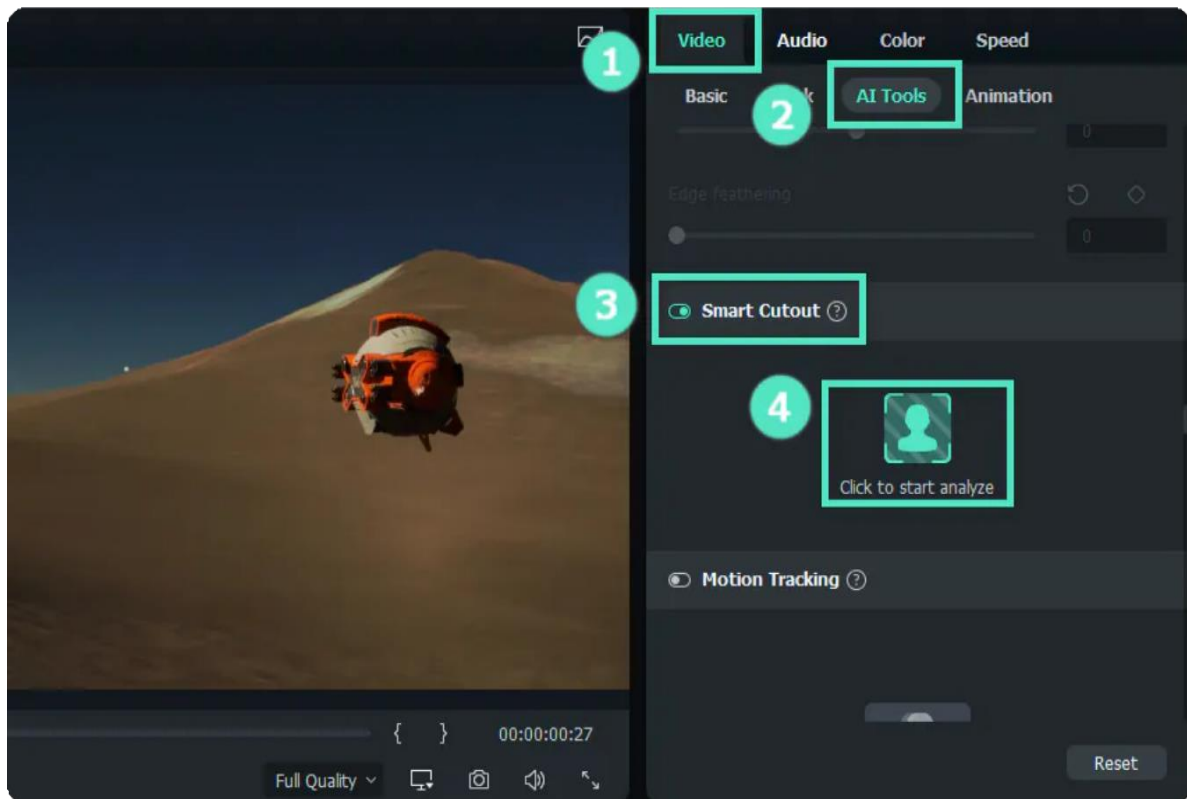 Video Audio Color Speed
1
Basic k AI Tools Animation
2
0
Edge feathering
0
3
Smart Cutout ?
4
Click to start analyze
Motion Tracking ?
{ } 00:00:00:27
Full Quality
Reset